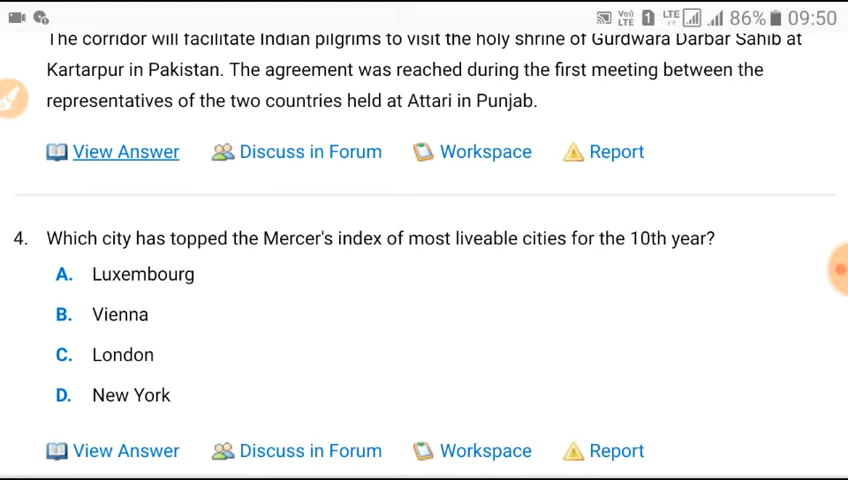 Vo)) LTE 1 LTE 86% 09:50
The corridor will facilitate Indian pilgrims to visit the holy shrine of Gurdwara Darbar Sahib at
Kartarpur in Pakistan. The agreement was reached during the first meeting between the
representatives of the two countries held at Attari in Punjab.
View Answer Discuss in Forum Workspace Report
4. Which city has topped the Mercer's index of most liveable cities for the 10th year?
A. Luxembourg
B. Vienna
C. London
D. New York
View Answer Discuss in Forum Workspace Report